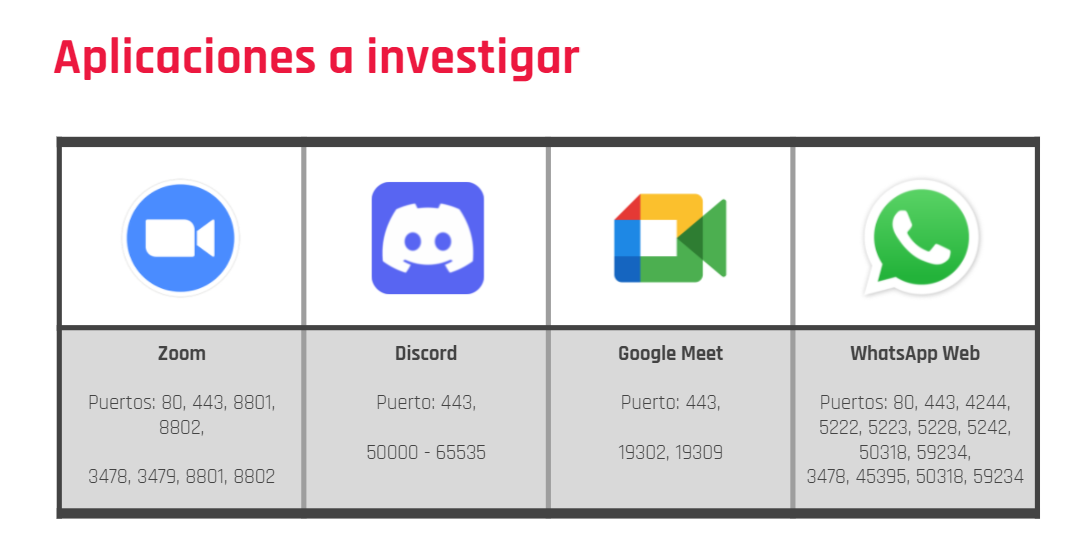 Aplicaciones a investigar
Zoom
Puertos: 80, 443, 8801,
8802,
3478, 3479, 8801, 8802
Discord
Puerto: 443,
50000 - 65535
Google Meet
Puerto: 443,
19302, 19309
WhatsApp Web
Puertos: 80, 443, 4244,
5222, 5223, 5228, 5242,
50318, 59234,
3478, 45395, 50318, 59234